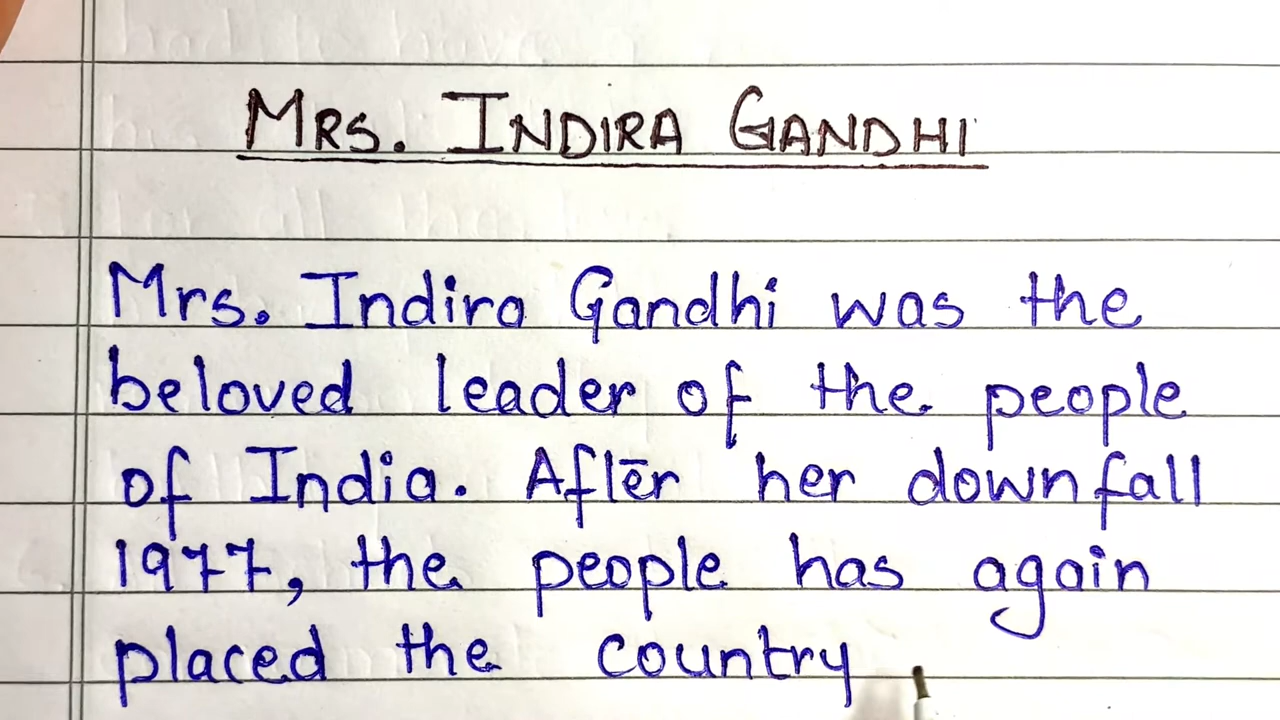 MRS. INDIRA GANDHI
Mrs. Indira Gandhi was the
beloved leader of the people
of India. After her downfall
1977, the people has again
placed the country